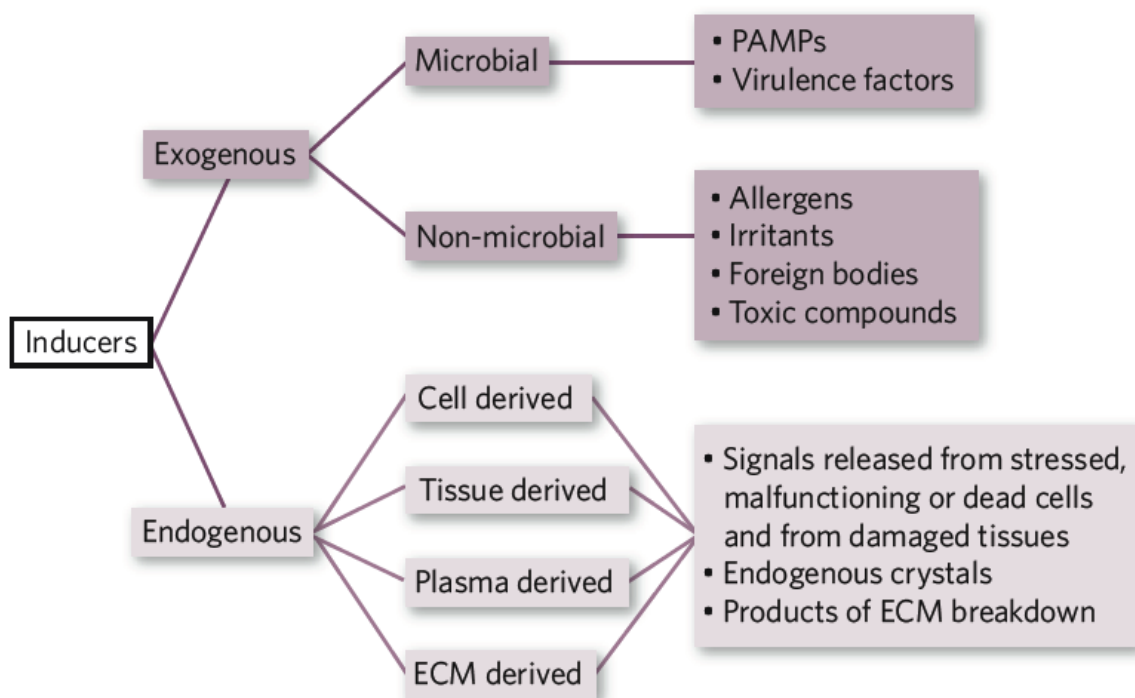 Inducers
Exogenous
Microbial
▪ PAMPs
▪ Virulence factors
Non-microbial
▪ Allergens
▪ Irritants
▪ Foreign bodies
▪ Toxic compounds
Endogenous
Cell derived
Tissue derived
Plasma derived
ECM derived
▪ Signals released from stressed,
malfunctioning or dead cells
and from damaged tissues
▪ Endogenous crystals
▪ Products of ECM breakdown